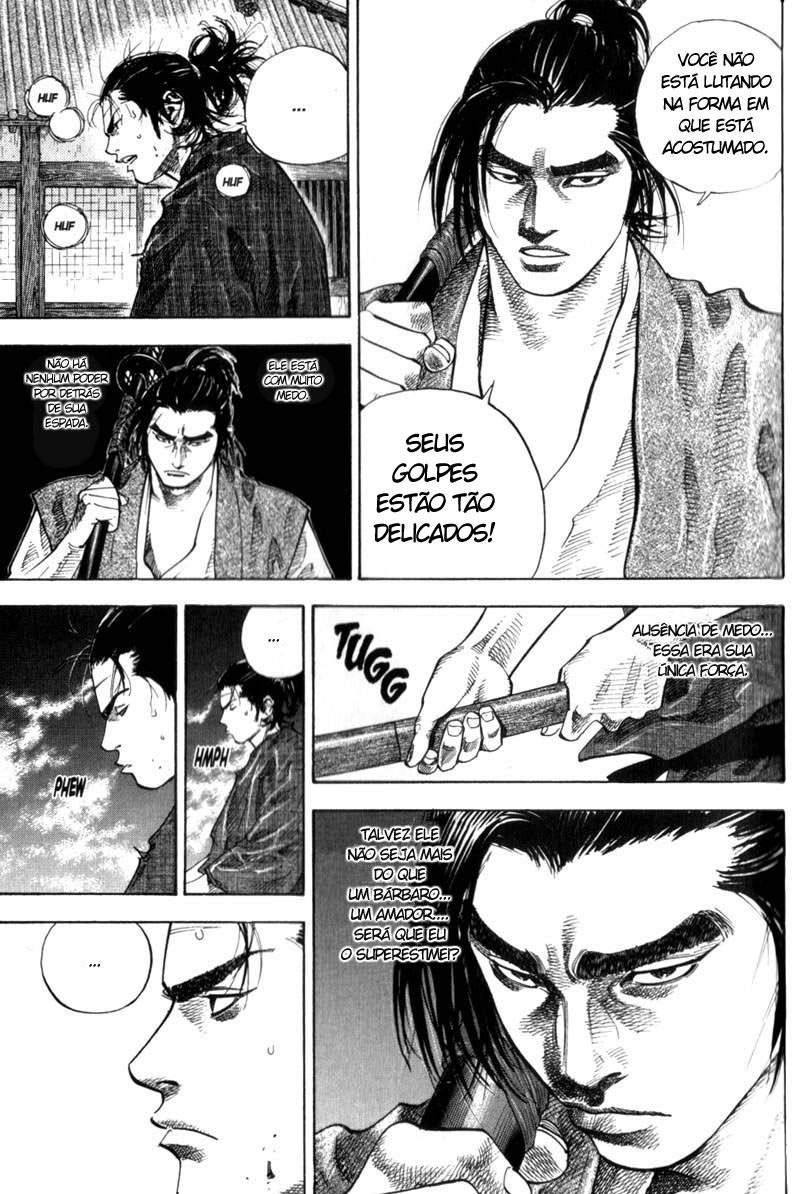 VOCÊ NÃO
ESTÁ LUTANDO
NA FORMA EM
QUE ESTÁ
ACOSTUMADO.
SEUS
GOLPES
ESTÃO TÃO
DELICADOS!
...
HUF
HUF
HUF
ELE ESTÁ
COM MUITO
MEDO.
NÃO HÁ
NENHUM PODER
POR DETRÁS
DE SUA
ESPADA.
AUSÊNCIA DE MEDO...
ESSA ERA SUA
ÚNICA FORÇA.
TUGG
...
HMPH
PHEW
TALVEZ ELE
NÃO SEJA MAIS
DO QUE
UM BÁRBARO...
UM AMADOR....
SERÁ QUE EU
O SUPERESTIMEI?
...